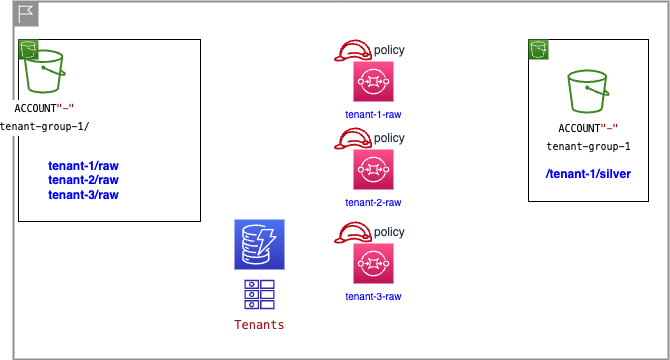 ACCOUNT"-"
tenant-group-1/
tenant-1/raw
tenant-2/raw
tenant-3/raw
policy
tenant-1-raw
policy
tenant-2-raw
policy
tenant-3-raw
Tenants
ACCOUNT"-"
tenant-group-1
/tenant-1/silver